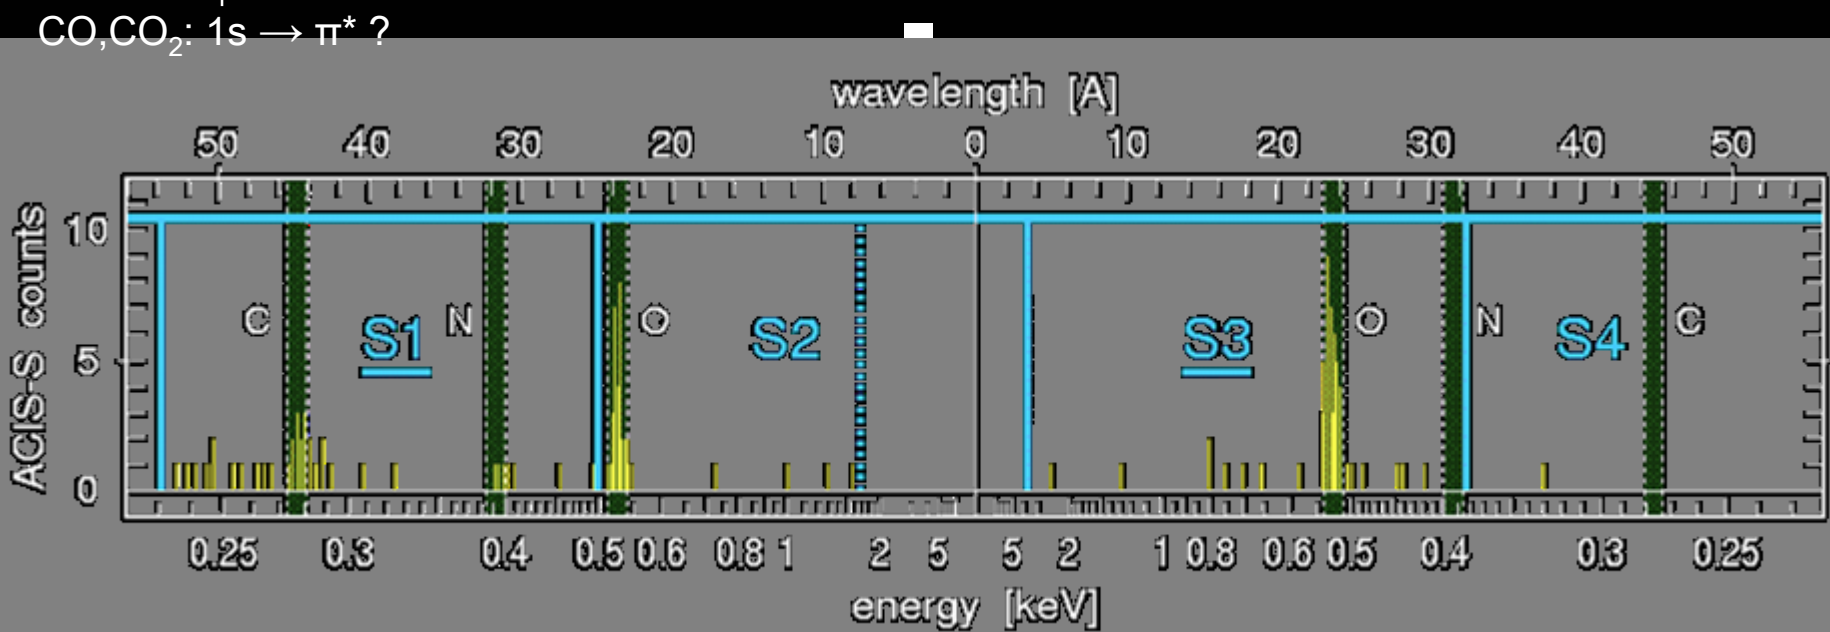 CO,CO₂: 1s → π* ?
wavelength [A]
50 40 30 20 10 0 10 20 30 40 50
ACIS-S counts
10
5
0
C S1 N O S2 S3 O N S4 C
0.25 0.3 0.4 0.5 0.6 0.8 1 2 5 5 2 1 0.8 0.6 0.5 0.4 0.3 0.25
energy [keV]